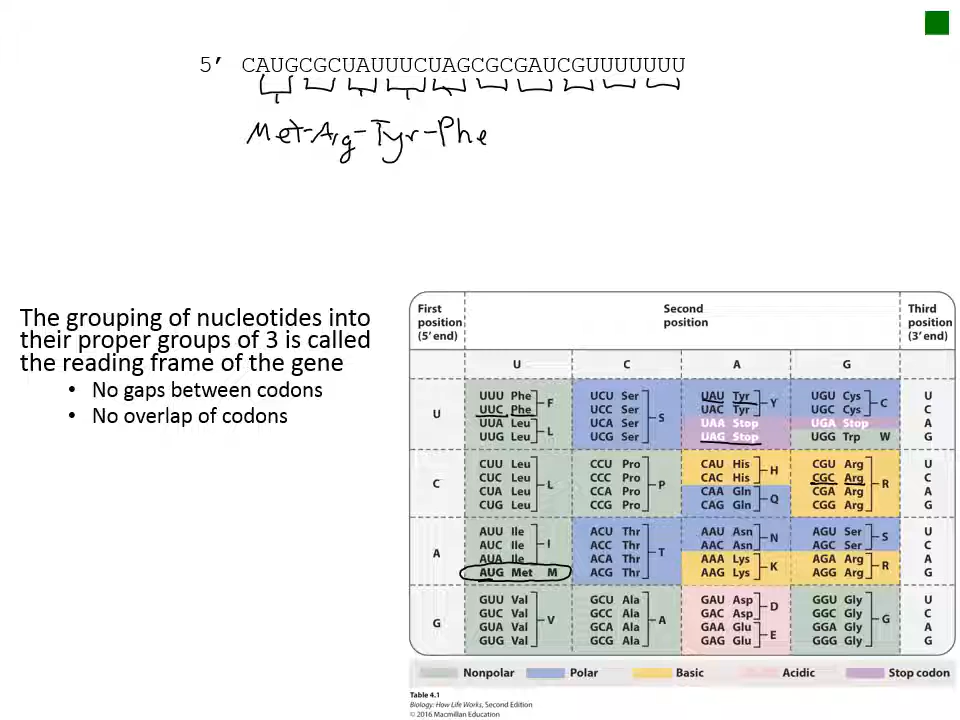 5’ CAUGCGCUAUUUCUAGCGCGAUCGUUUUUUU
Met-Arg-Tyr-Phe
The grouping of nucleotides into
their proper groups of 3 is called
the reading frame of the gene
• No gaps between codons
• No overlap of codons
First position (5′ end) Second position Third position (3′ end)
U C A G
U
UUU Phe UCU Ser UAU Tyr UGU Cys U
UUC Phe F UCC Ser UAC Tyr Y UGC Cys C C
UUA Leu UCA Ser S UAA Stop UGA Stop A
UUG Leu L UCG Ser UAG Stop UGG Trp W G
C
CUU Leu CCU Pro CAU His CGU Arg U
CUC Leu CCC Pro CAC His H CGC Arg C
CUA Leu L CCA Pro P CAA Gln CGA Arg R A
CUG Leu CCG Pro CAG Gln Q CGG Arg G
A
AUU Ile ACU Thr AAU Asn AGU Ser U
AUC Ile I ACC Thr AAC Asn N AGC Ser S C
AUA Ile ACA Thr T AAA Lys AGA Arg A
AUG Met M ACG Thr AAG Lys K AGG Arg R G
G
GUU Val GCU Ala GAU Asp GGU Gly U
GUC Val GCC Ala GAC Asp D GGC Gly C
GUA Val V GCA Ala A GAA Glu GGA Gly G A
GUG Val GCG Ala GAG Glu E GGG Gly G
Nonpolar Polar Basic Acidic Stop codon
Table 4.1
Biology: How Life Works, Second Edition
© 2016 Macmillan Education